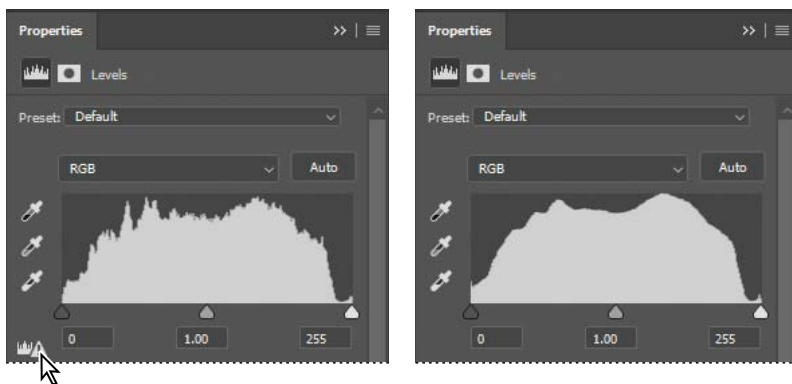 Properties
Levels
Preset: Default
RGB
Auto
0 1.00 255
Properties
Levels
Preset: Default
RGB
Auto
0 1.00 255